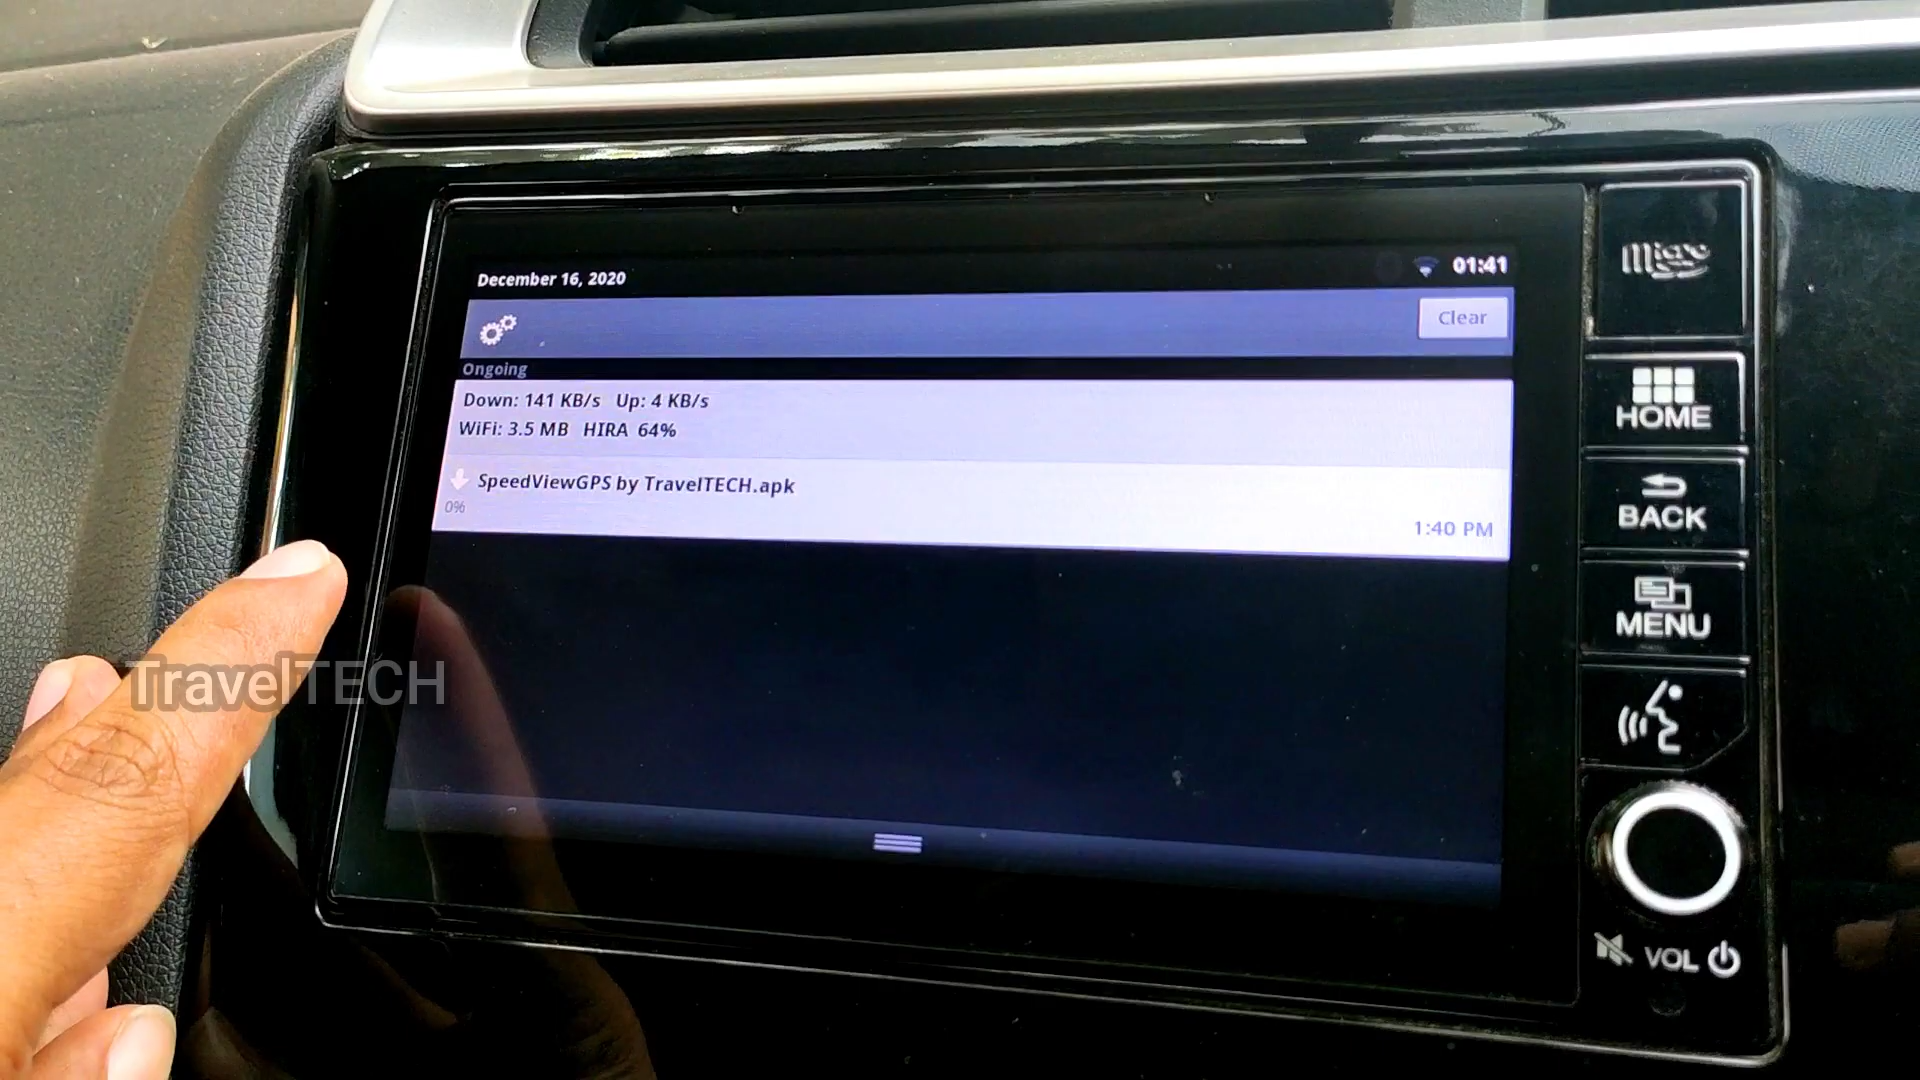 December 16, 2020
01:41
Clear
Ongoing
Down: 141 KB/s Up: 4 KB/s
WiFi: 3.5 MB HIRA 64%
SpeedViewGPS by TravelTECH.apk
0%
1:40 PM
micro
HOME
BACK
MENU
VOL
TravelTECH